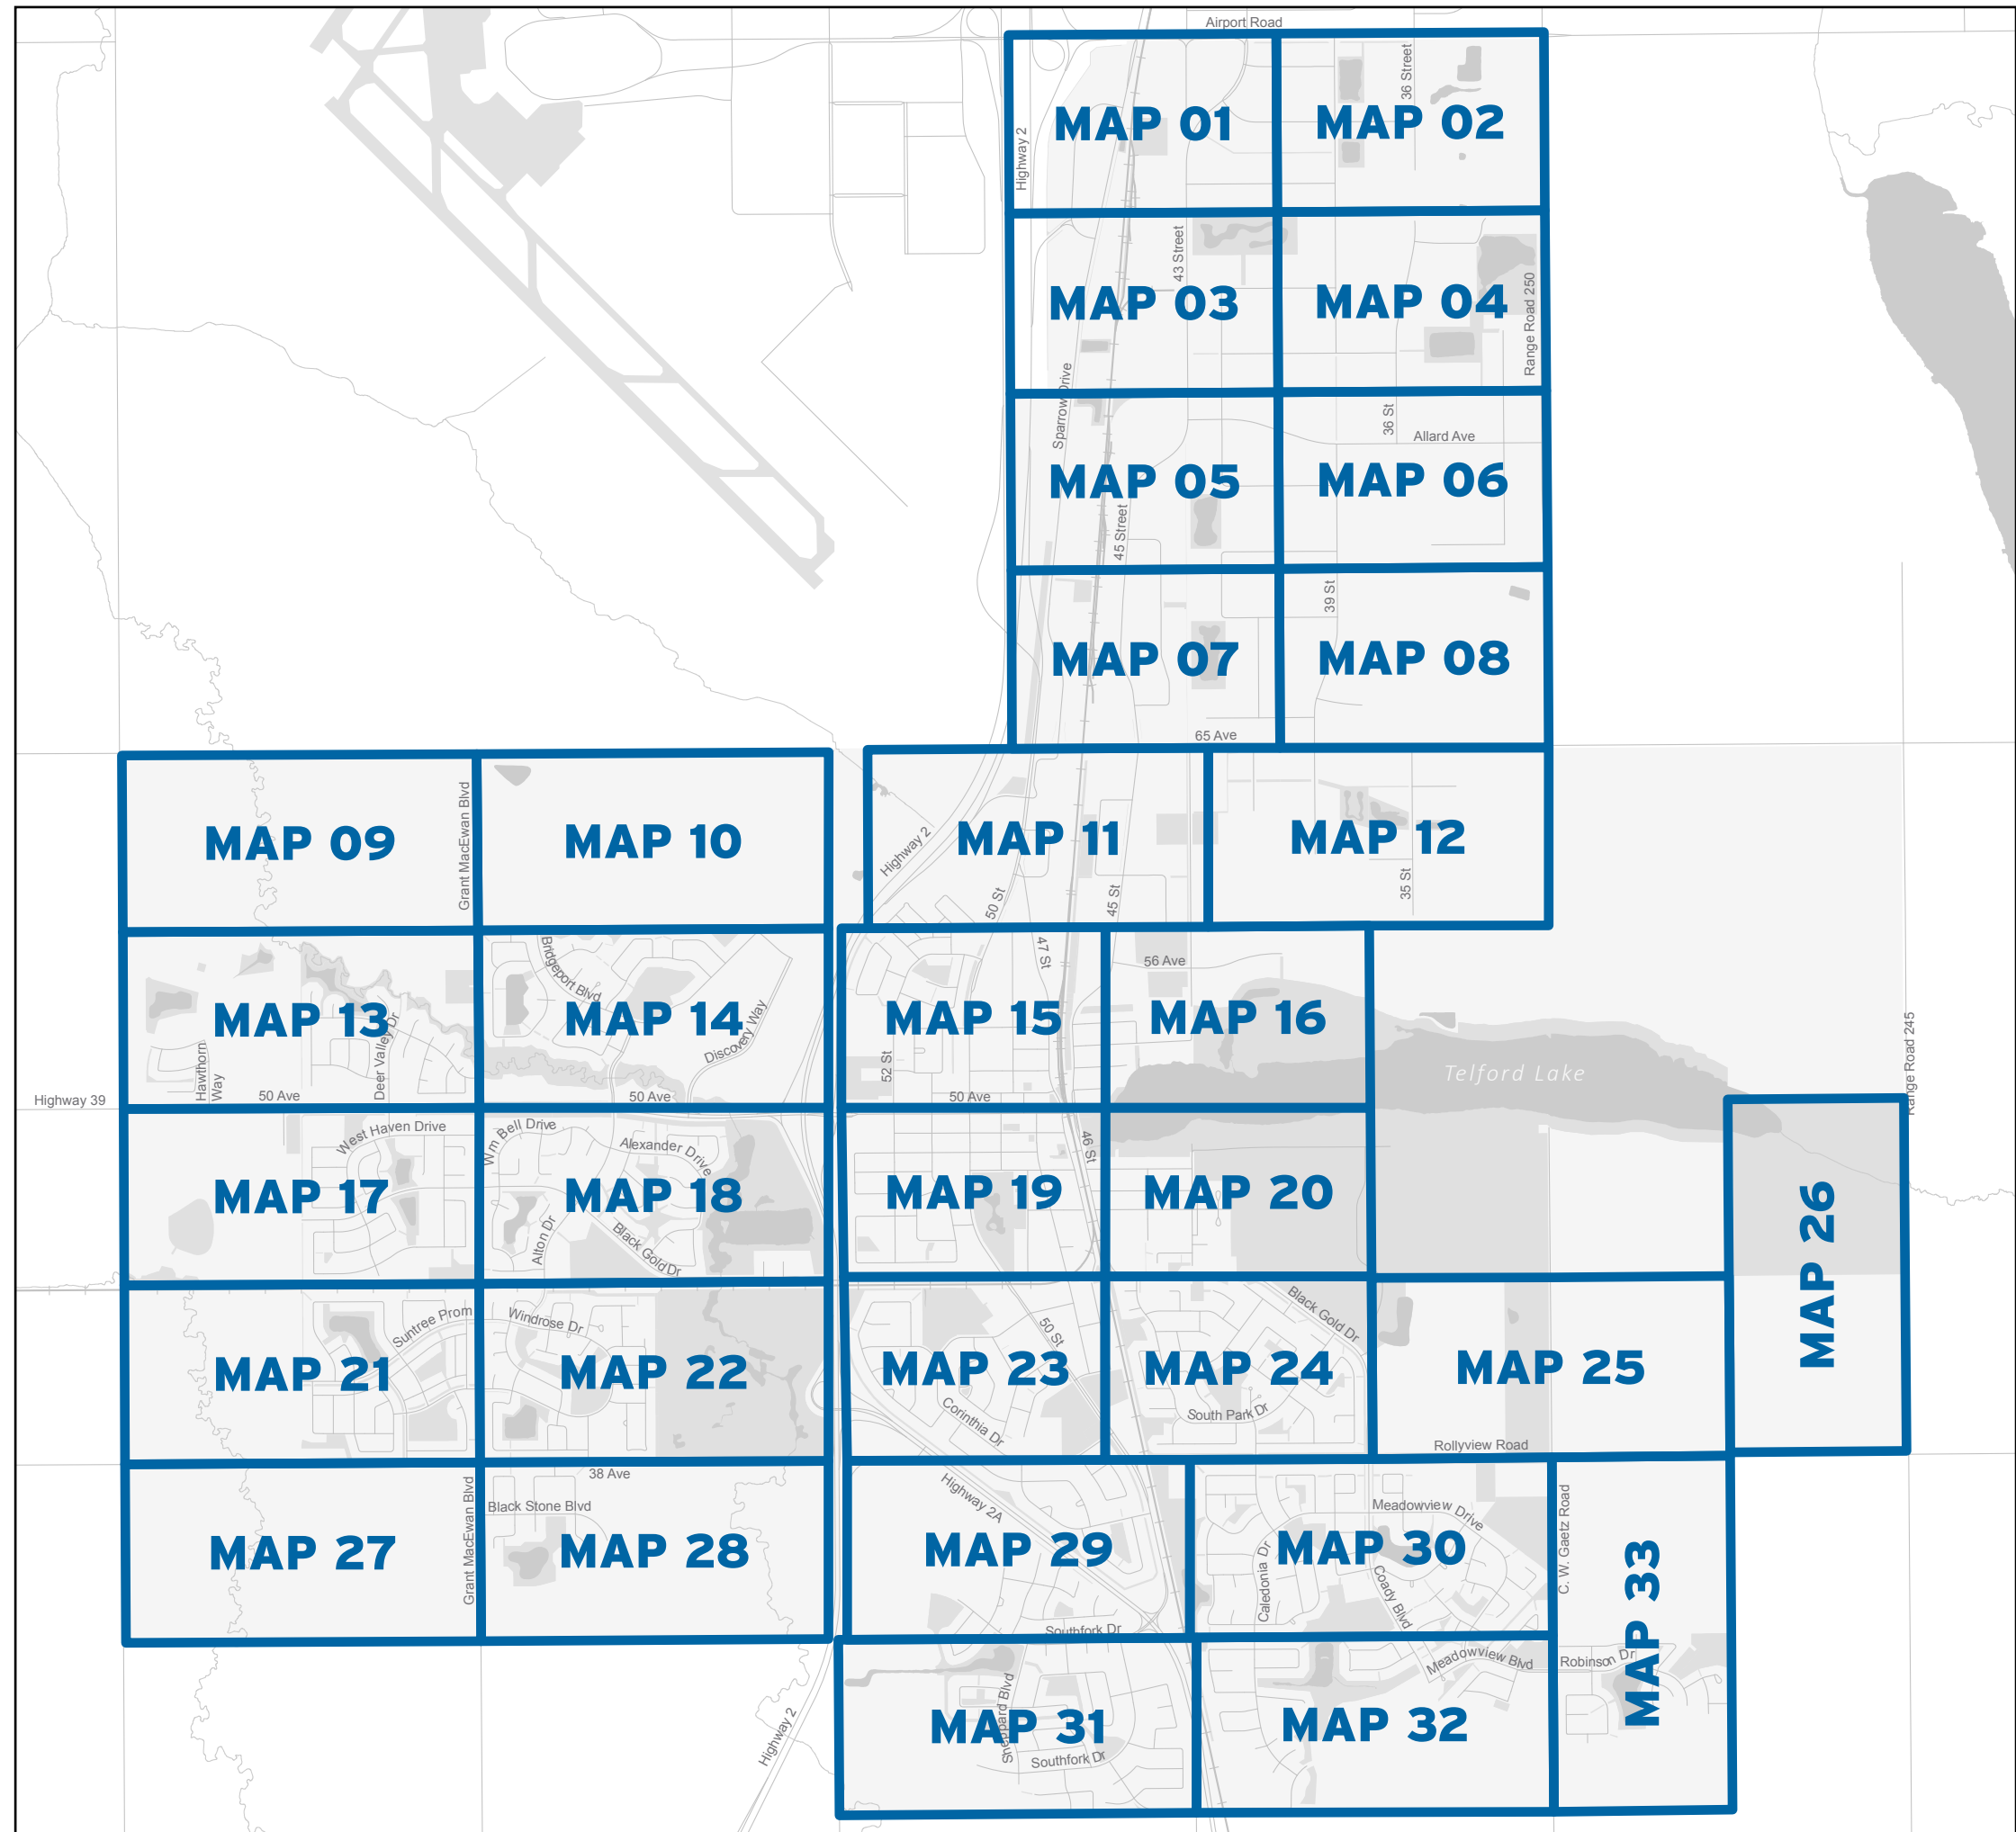 Airport Road
36 Street
MAP 01
MAP 02
Highway 2
43 Street
Range Road 250
MAP 03
MAP 04
Sparrow Drive
36 St
Allard Ave
MAP 05
MAP 06
45 Street
39 St
MAP 07
MAP 08
65 Ave
Grant MacEwan Blvd
MAP 09
MAP 10
Highway 2
MAP 11
MAP 12
50 St
45 St
35 St
Bridgeport Blvd
47 St
56 Ave
MAP 13
MAP 14
Discovery Way
MAP 15
MAP 16
Range Road 245
Hawthorn
Way
Deer Valley Dr
52 St
Telford Lake
Highway 39
50 Ave
50 Ave
50 Ave
West Haven Drive
Wm Bell Drive
Alexander Drive
46 St
MAP 17
MAP 18
MAP 19
MAP 20
MAP 26
Alton Dr
Black Gold Dr
Suntree Prom
Windrose Dr
50 St
Black Gold Dr
MAP 21
MAP 22
MAP 23
MAP 24
MAP 25
Corinthia Dr
South Park Dr
Rollyview Road
38 Ave
Grant MacEwan Blvd
Black Stone Blvd
Highway 2A
Meadowview Drive
C. W. Gaetz Road
MAP 27
MAP 28
MAP 29
MAP 30
MAP 33
Caledonia Dr
Coady Blvd
Southfork Dr
Meadowview Blvd
Robinson Dr
Highway 2
Sheppard Blvd
MAP 31
MAP 32
Southfork Dr